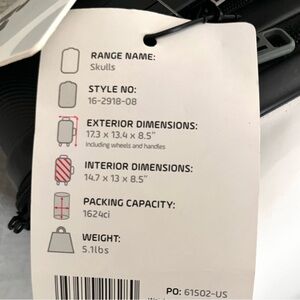 RANGE NAME:
Skulls
STYLE NO:
16-2918-08
EXTERIOR DIMENSIONS:
17.3 x 13.4 x 8.5"
Including wheels and handles
INTERIOR DIMENSIONS:
14.7 x 13 x 8.5"
PACKING CAPACITY:
1624ci
WEIGHT:
5.1lbs
PO: 61502-US